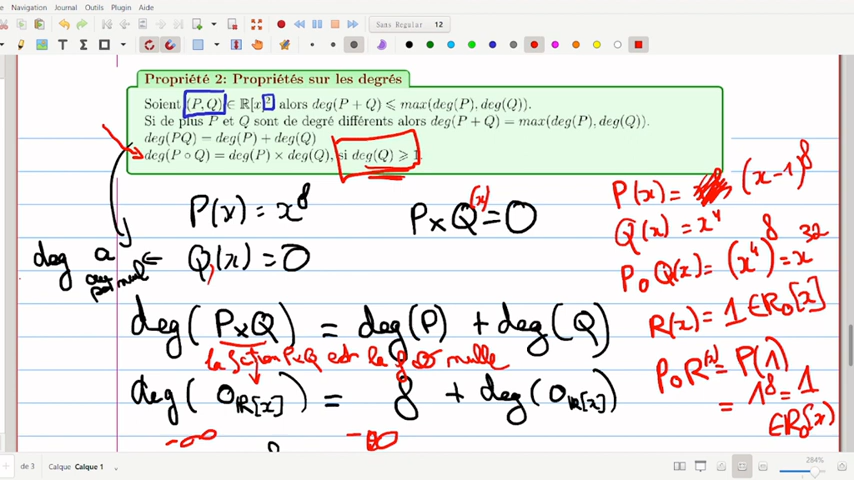 Navigation Journal Outils Plugin Aide
Sans Regular 12
Propriété 2: Propriétés sur les degrés
Soient (P, Q) ∈ ℝ[x]² alors deg(P + Q) ⩽ max(deg(P), deg(Q)).
Si de plus P et Q sont de degré différents alors deg(P + Q) = max(deg(P), deg(Q)).
deg(PQ) = deg(P) + deg(Q)
deg(P ∘ Q) = deg(P) × deg(Q), si deg(Q) ⩾ 1.
P(x) = x⁸
P×Q(x) = 0
deg a
Q(x) = 0
deg(P×Q) = deg(P) + deg(Q)
la fction P×Q est la
nulle
deg(0ℝ[x]) = 8 + deg(0ℝ[x])
-∞ -∞
P(x) = (x-1)⁸
Q(x) = x⁴
P∘Q(x) = (x⁴)⁸ = x³²
R(x) = 1 ∈ ℝ₀[x]
P∘R(x) = P(1)
= 1⁸ = 1
∈ ℝ₀[x]
de 3 Calque Calque 1 284%